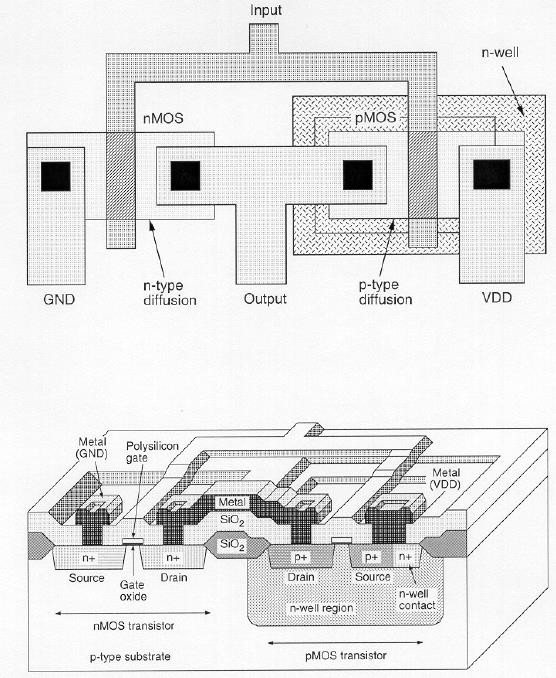 Input
n-well
nMOS
pMOS
GND
n-type
diffusion
Output
p-type
diffusion
VDD
Metal
(GND)
Polysilicon
gate
Metal
(VDD)
Metal
SiO2
SiO2
n+
n+
p+
p+
n+
Source
Gate
oxide
Drain
Drain
Source
n-well
contact
n-well region
nMOS transistor
pMOS transistor
p-type substrate